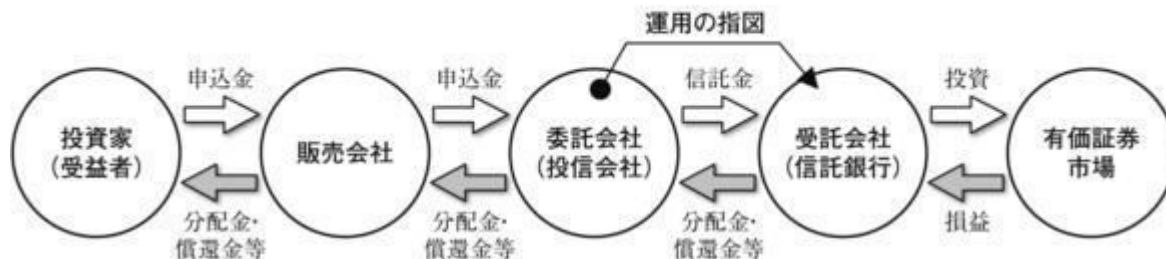 運用の指図
申込金
申込金
信託金
投資
投資家
(受益者)
販売会社
委託会社
(投信会社)
受託会社
(信託銀行)
有価証券
市場
分配金・
償還金等
分配金・
償還金等
分配金・
償還金等
損益